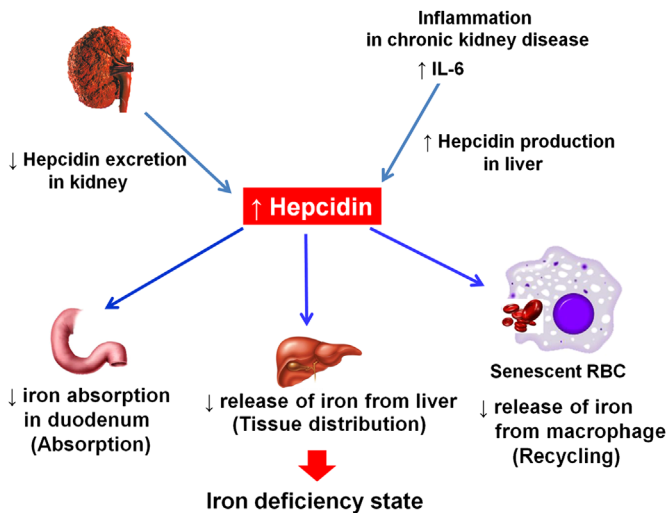 Inflammation
in chronic kidney disease
↑ IL-6
↓ Hepcidin excretion
in kidney
↑ Hepcidin production
in liver
↑ Hepcidin
↓ iron absorption
in duodenum
(Absorption)
↓ release of iron from liver
(Tissue distribution)
Senescent RBC
↓ release of iron
from macrophage
(Recycling)
Iron deficiency state